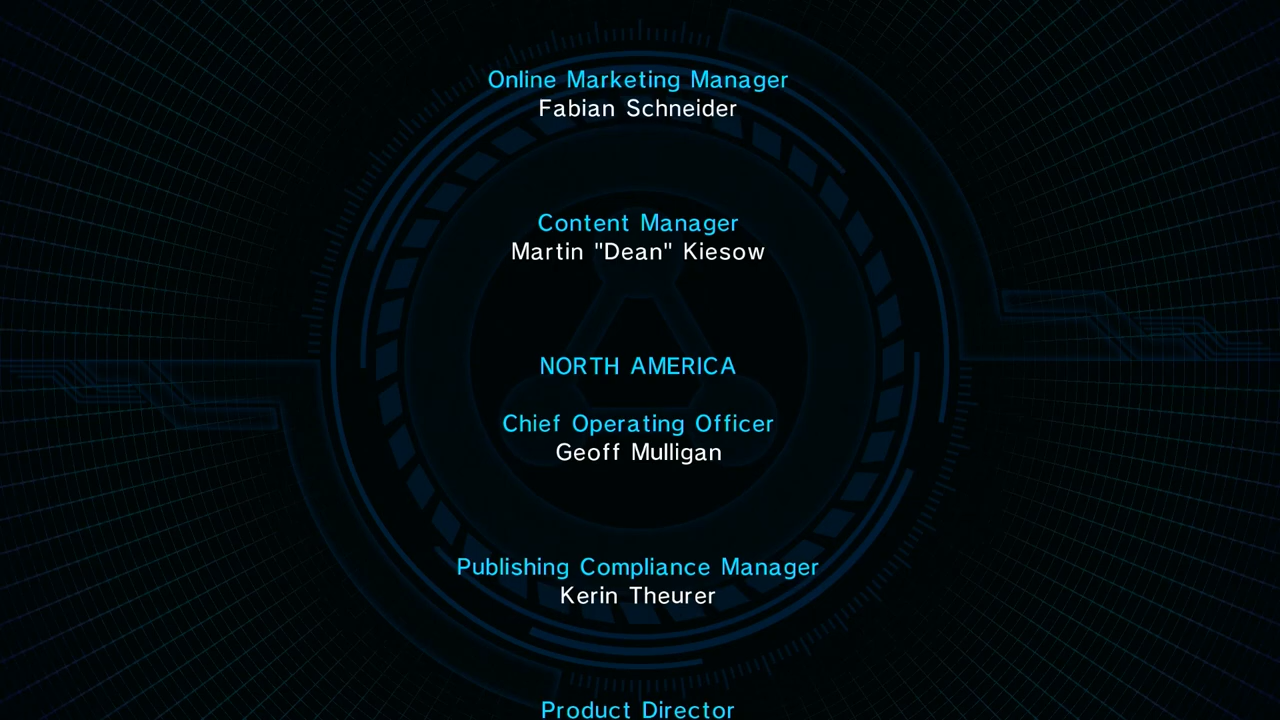 Online Marketing Manager
Fabian Schneider
Content Manager
Martin "Dean" Kiesow
NORTH AMERICA
Chief Operating Officer
Geoff Mulligan
Publishing Compliance Manager
Kerin Theurer
Product Director